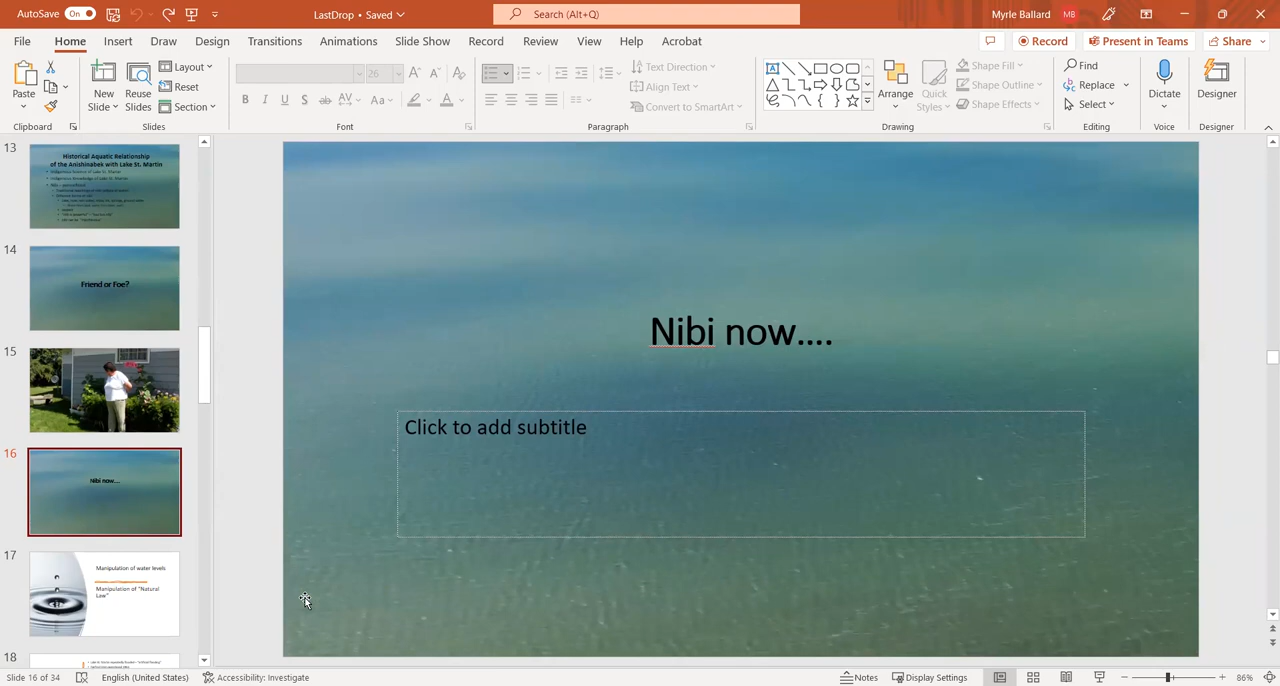 AutoSave On LastDrop • Saved Search (Alt+Q) Myrle Ballard MB
File Home Insert Draw Design Transitions Animations Slide Show Record Review View Help Acrobat Record Present in Teams Share
Paste New Slide Reuse Slides Layout Reset Section 26 Text Direction Align Text Convert to SmartArt Arrange Quick Styles Shape Fill Shape Outline Shape Effects Find Replace Select Dictate Designer
Clipboard Slides Font Paragraph Drawing Editing Voice Designer
13
Historical Aquatic Relationship
of the Anishinabek with Lake St. Martin
14
Friend or Foe?
15
16
Nibi now....
17
Manipulation of water levels
Manipulation of "Natural
Law"
18
Nibi now....
Click to add subtitle
Slide 16 of 34 English (United States) Accessibility: Investigate Notes Display Settings 86%